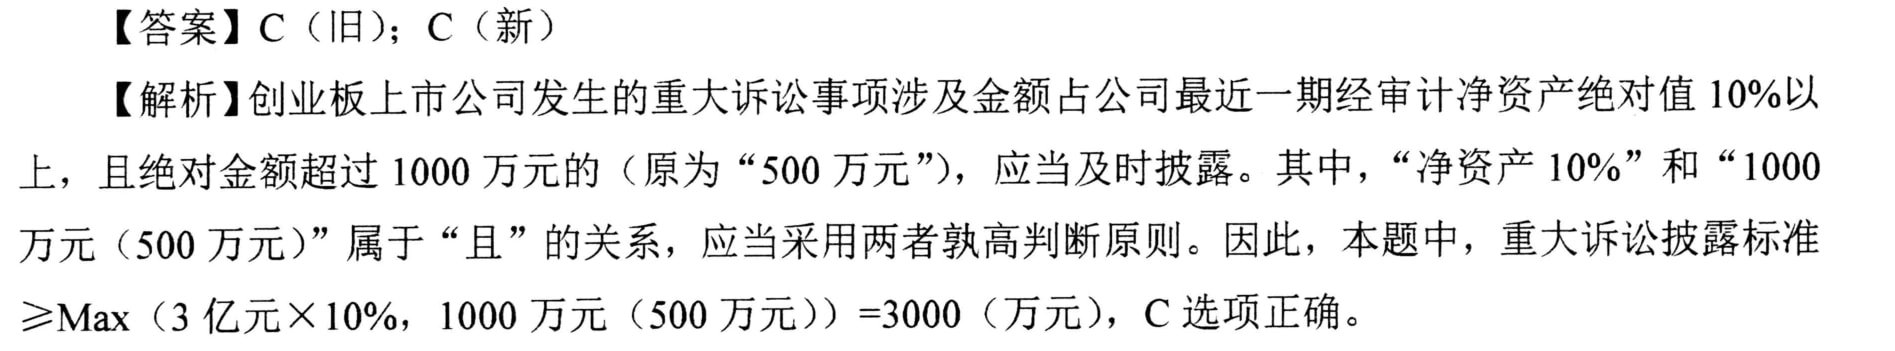 【答案】C（旧）；C（新）
【解析】创业板上市公司发生的重大诉讼事项涉及金额占公司最近一期经审计净资产绝对值 10%以
上，且绝对金额超过 1000 万元的（原为“500 万元”），应当及时披露。其中，“净资产 10%”和“1000
万元（500 万元）”属于“且”的关系，应当采用两者孰高判断原则。因此，本题中，重大诉讼披露标准
≥Max（3 亿元×10%，1000 万元（500 万元））=3000（万元），C 选项正确。